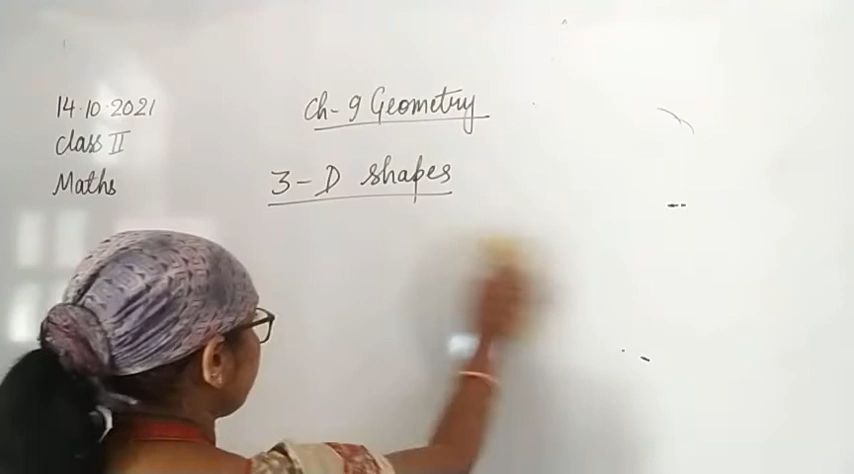 14.10.2021
class II
Maths
Ch- 9 Geometry
3-D shapes